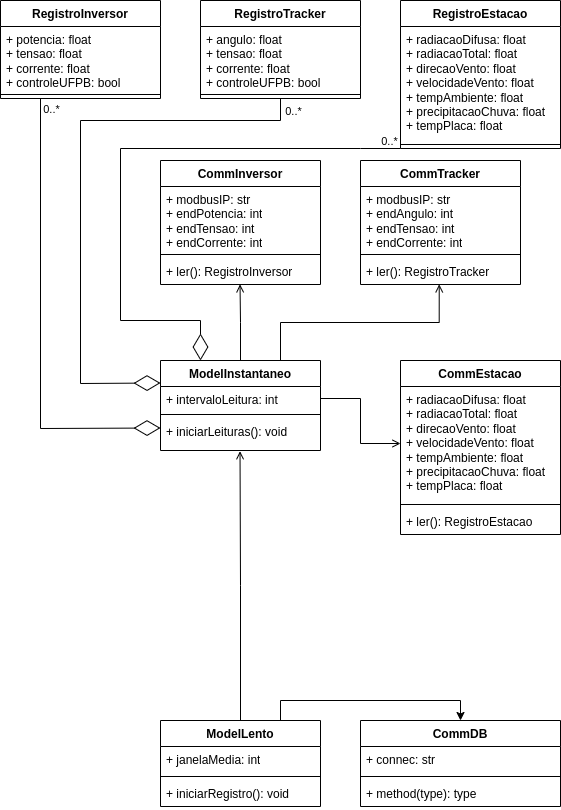 RegistroInversor
+ potencia: float
+ tensao: float
+ corrente: float
+ controleUFPB: bool
0..*
RegistroTracker
+ angulo: float
+ tensao: float
+ corrente: float
+ controleUFPB: bool
0..*
RegistroEstacao
+ radiacaoDifusa: float
+ radiacaoTotal: float
+ direcaoVento: float
+ velocidadeVento: float
+ tempAmbiente: float
+ precipitacaoChuva: float
+ tempPlaca: float
0..*
CommInversor
+ modbusIP: str
+ endPotencia: int
+ endTensao: int
+ endCorrente: int
+ ler(): RegistroInversor
CommTracker
+ modbusIP: str
+ endAngulo: int
+ endTensao: int
+ endCorrente: int
+ ler(): RegistroTracker
ModelInstantaneo
+ intervaloLeitura: int
+ iniciarLeituras(): void
CommEstacao
+ radiacaoDifusa: float
+ radiacaoTotal: float
+ direcaoVento: float
+ velocidadeVento: float
+ tempAmbiente: float
+ precipitacaoChuva: float
+ tempPlaca: float
+ ler(): RegistroEstacao
ModelLento
+ janelaMedia: int
+ iniciarRegistro(): void
CommDB
+ connec: str
+ method(type): type